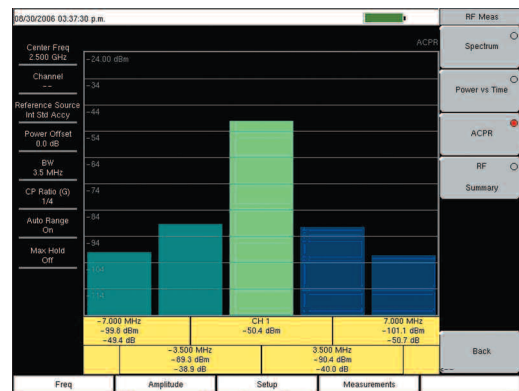 08/30/2006 03:37:30 p.m.
RF Meas
ACPR
Center Freq
2.500 GHz
Channel
--
Reference Source
Int Std Accy
Power Offset
0.0 dB
BW
3.5 MHz
CP Ratio (G)
1/4
Auto Range
On
Max Hold
Off
-24.00 dBm
-34
-44
-54
-64
-74
-84
-94
-104
-114
Spectrum
Power vs Time
ACPR
RF
Summary
Back
-7.000 MHz
-99.8 dBm
-49.4 dB
CH 1
-50.4 dBm
7.000 MHz
-101.1 dBm
-50.7 dB
-3.500 MHz
-89.3 dBm
-38.9 dB
3.500 MHz
-90.4 dBm
-40.0 dB
Freq
Amplitude
Setup
Measurements